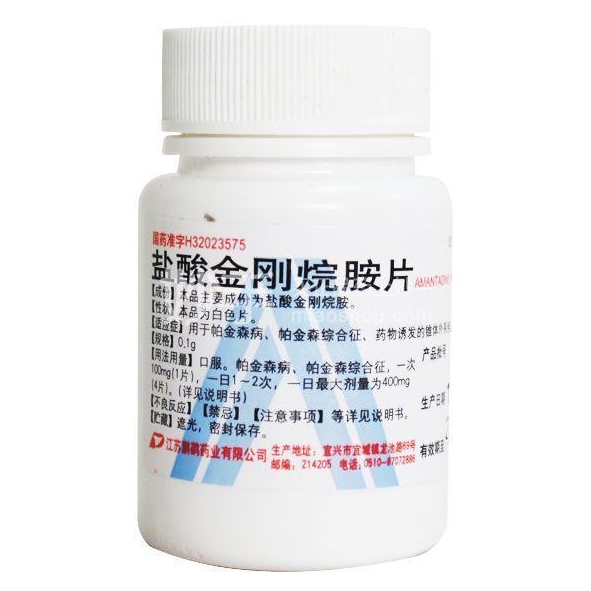 国药准字H32023575
盐酸金刚烷胺片 AMANTADINE
【成份】本品主要成份为盐酸金刚烷胺。
【性状】本品为白色片。
【适应症】用于帕金森病、帕金森综合征、药物诱发的锥体外系
【规格】0.1g
【用法用量】口服。帕金森病、帕金森综合征,一次
100mg(1片),一日1~2次,一日最大剂量为400mg
(4片)。(详见说明书)
【不良反应】【禁忌】【注意事项】等详见说明书。
【贮藏】遮光,密封保存。
江苏鹏鹞药业有限公司
生产地址:宜兴市宜城镇龙池路69号
邮编:214205 电话:0510-87072886
产品批号
生产日期
有效期至